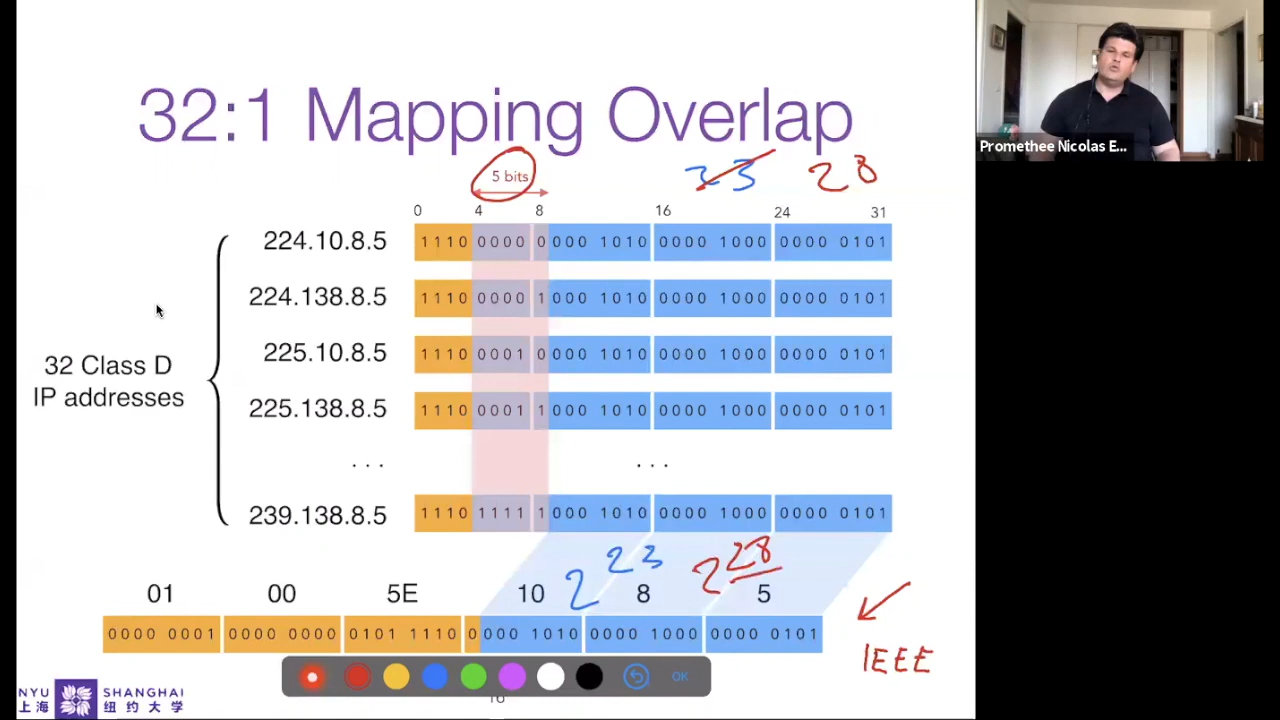 32:1 Mapping Overlap
Promethee Nicolas E...
5 bits
23 28
0 4 8 16 24 31
224.10.8.5 1110 0000 0000 1010 0000 1000 0000 0101
224.138.8.5 1110 0000 1000 1010 0000 1000 0000 0101
225.10.8.5 1110 0001 0000 1010 0000 1000 0000 0101
225.138.8.5 1110 0001 1000 1010 0000 1000 0000 0101
32 Class D
IP addresses
... ...
239.138.8.5 1110 1111 1000 1010 0000 1000 0000 0101
2 23 2 28
01 00 5E 10 8 5
0000 0001 0000 0000 0101 1110 0000 1010 0000 1000 0000 0101
IEEE
OK
16
NYU SHANGHAI
上海 纽约大学